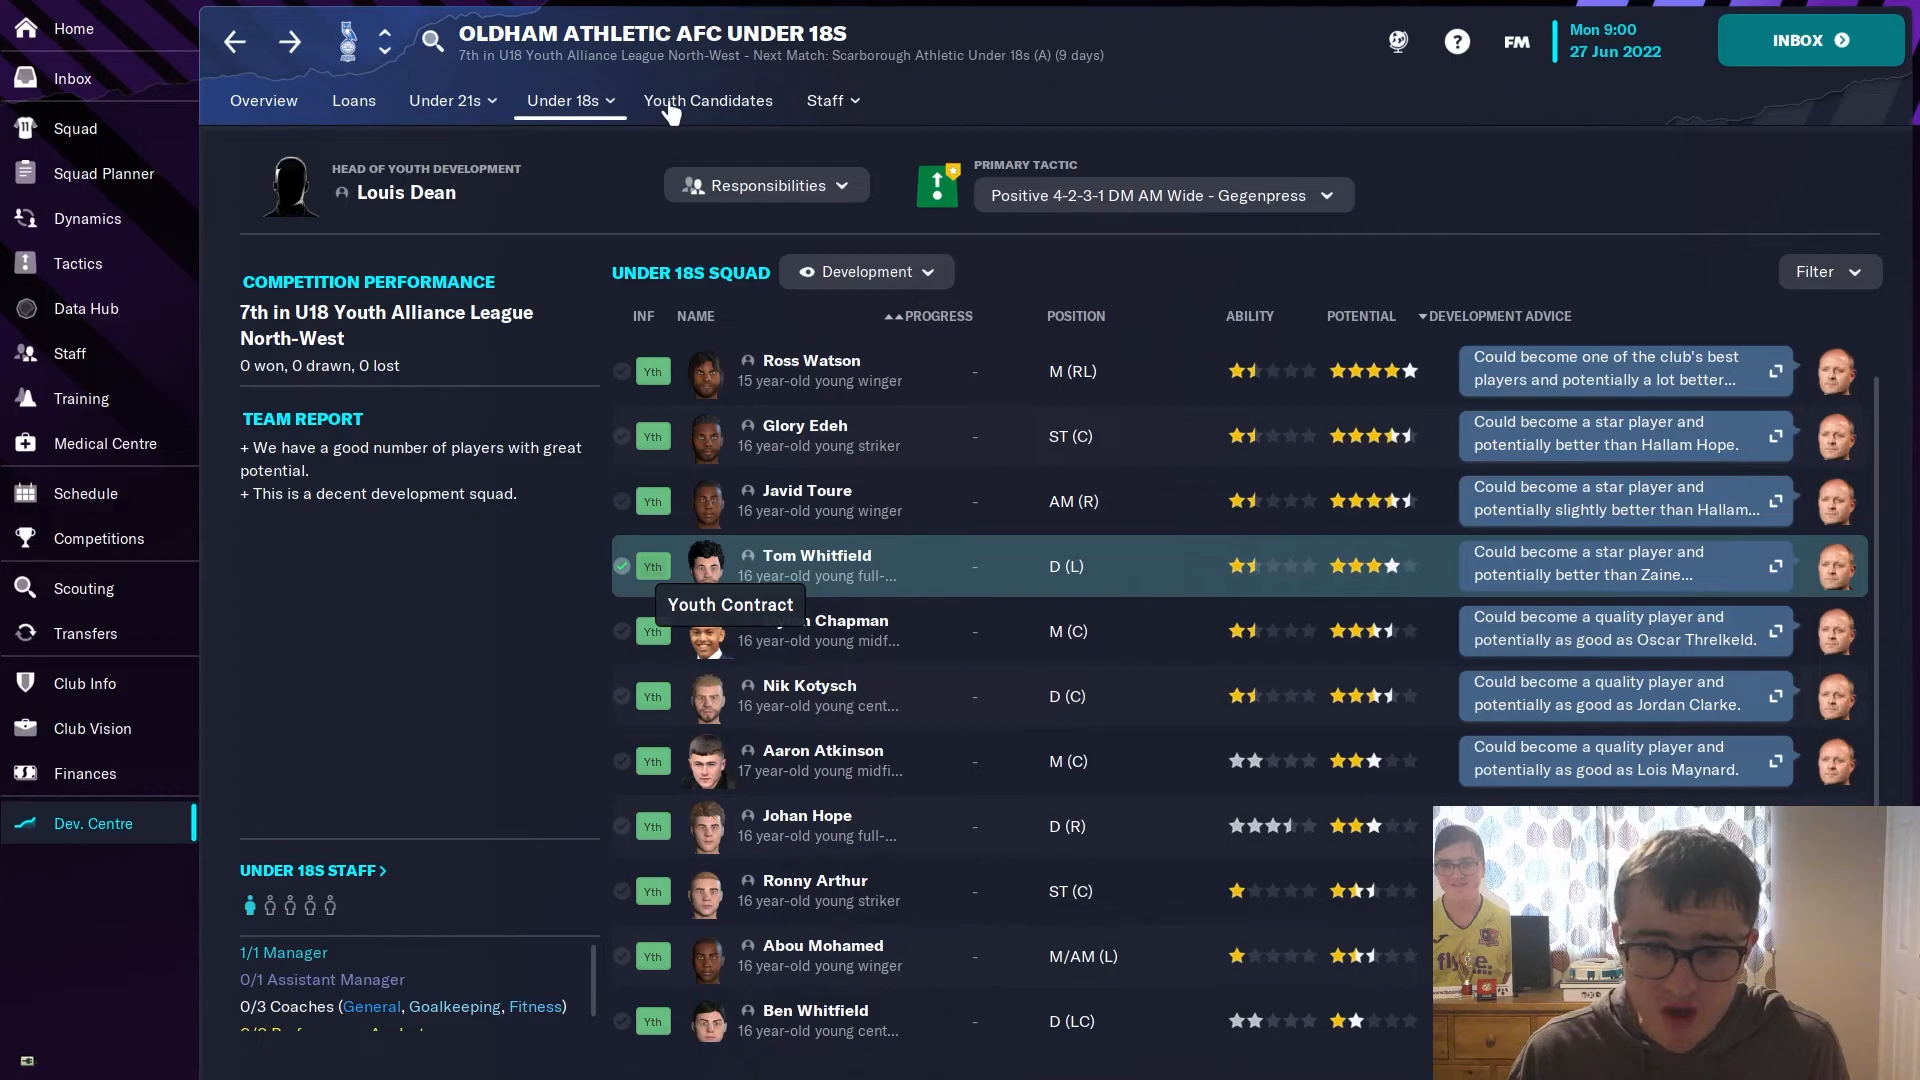 Home
Inbox
Squad
Squad Planner
Dynamics
Tactics
Data Hub
Staff
Training
Medical Centre
Schedule
Competitions
Scouting
Transfers
Club Info
Club Vision
Finances
Dev. Centre
OLDHAM ATHLETIC AFC UNDER 18S
7th in U18 Youth Alliance League North-West - Next Match: Scarborough Athletic Under 18s (A) (9 days)
FM
Mon 9:00
27 Jun 2022
INBOX
Overview
Loans
Under 21s
Under 18s
Youth Candidates
Staff
HEAD OF YOUTH DEVELOPMENT
Louis Dean
Responsibilities
PRIMARY TACTIC
Positive 4-2-3-1 DM AM Wide - Gegenpress
COMPETITION PERFORMANCE
7th in U18 Youth Alliance League
North-West
0 won, 0 drawn, 0 lost
TEAM REPORT
+ We have a good number of players with great
potential.
+ This is a decent development squad.
UNDER 18S STAFF
1/1 Manager
0/1 Assistant Manager
0/3 Coaches (General, Goalkeeping, Fitness)
UNDER 18S SQUAD
Development
Filter
INF NAME PROGRESS POSITION ABILITY POTENTIAL DEVELOPMENT ADVICE
Yth Ross Watson
15 year-old young winger
- M (RL)
Could become one of the club's best
players and potentially a lot better...
Yth Glory Edeh
16 year-old young striker
- ST (C)
Could become a star player and
potentially better than Hallam Hope.
Yth Javid Toure
16 year-old young winger
- AM (R)
Could become a star player and
potentially slightly better than Hallam...
Yth Tom Whitfield
16 year-old young full-...
- D (L)
Could become a star player and
potentially better than Zaine...
Youth Contract
Yth Chapman
16 year-old young midf...
- M (C)
Could become a quality player and
potentially as good as Oscar Threlkeld.
Yth Nik Kotysch
16 year-old young cent...
- D (C)
Could become a quality player and
potentially as good as Jordan Clarke.
Yth Aaron Atkinson
17 year-old young midfi...
- M (C)
Could become a quality player and
potentially as good as Lois Maynard.
Yth Johan Hope
16 year-old young full-...
- D (R)
Yth Ronny Arthur
16 year-old young striker
- ST (C)
Yth Abou Mohamed
16 year-old young winger
- M/AM (L)
Yth Ben Whitfield
16 year-old young cent...
- D (LC)